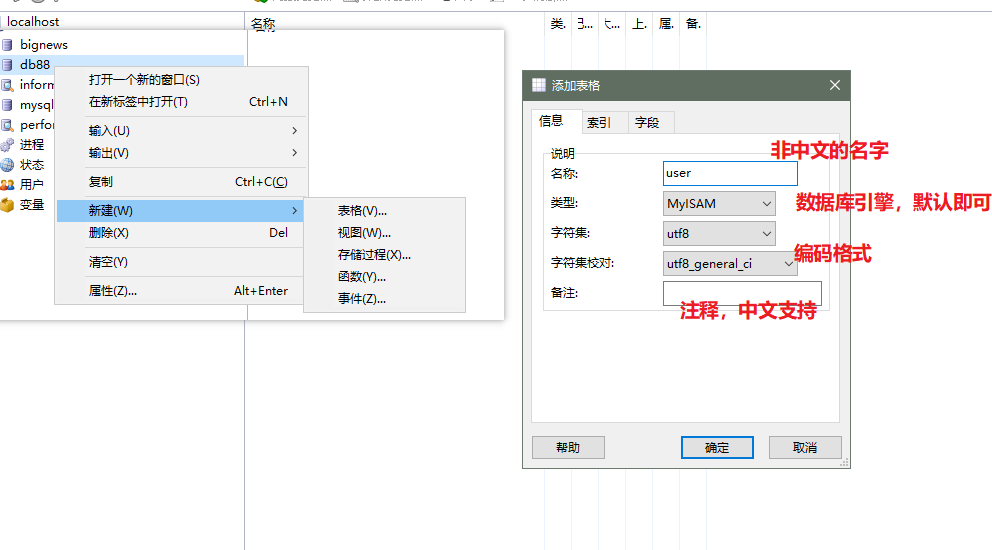 localhost
名称
类.
上.
属.
备.
bignews
db88
inform
mysql
perfor
进程
状态
用户
变量
打开一个新的窗口(S)
在新标签中打开(T) Ctrl+N
输入(U)
输出(V)
复制 Ctrl+C(C)
新建(W)
删除(X) Del
清空(Y)
属性(Z)... Alt+Enter
表格(V)...
视图(W)...
存储过程(X)...
函数(Y)...
事件(Z)...
添加表格
信息 索引 字段
说明
非中文的名字
名称: user
类型: MyISAM
数据库引擎，默认即可
字符集: utf8
编码格式
字符集校对: utf8_general_ci
备注:
注释，中文支持
帮助 确定 取消